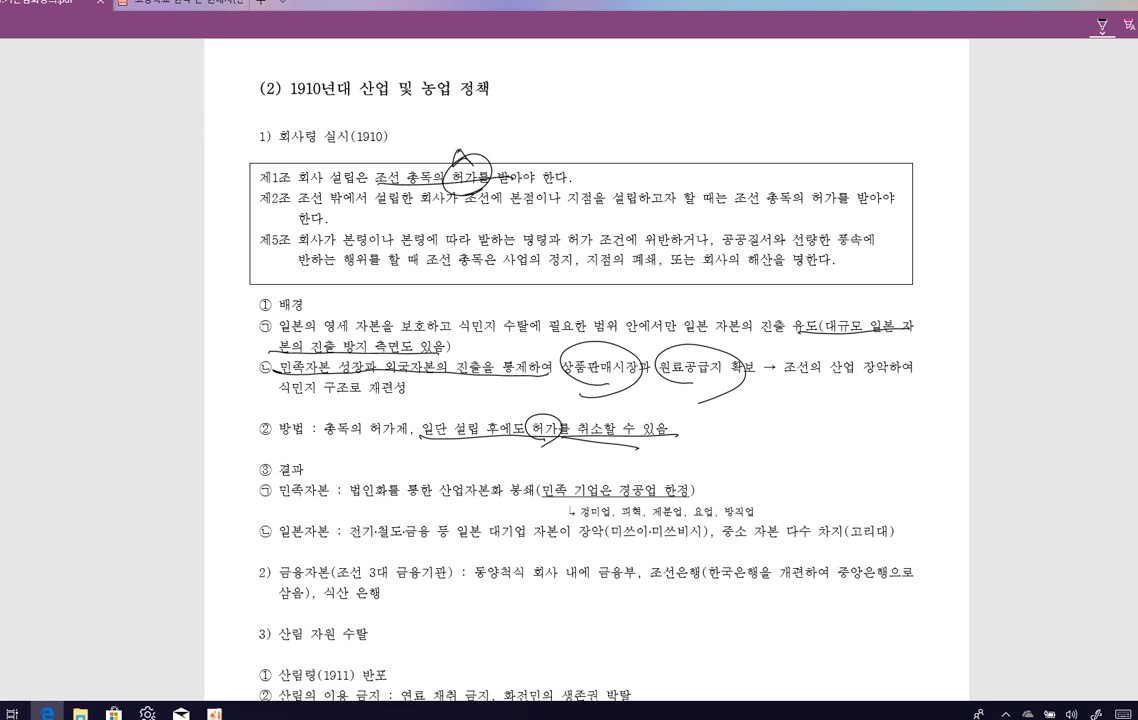 (2) 1910년대 산업 및 농업 정책
1) 회사령 실시(1910)
제1조 회사 설립은 조선 총독의 허가를 받아야 한다.
제2조 조선 밖에서 설립한 회사가 조선에 본점이나 지점을 설립하고자 할 때는 조선 총독의 허가를 받아야
한다.
제5조 회사가 본령이나 본령에 따라 발하는 명령과 허가 조건에 위반하거나, 공공질서와 선량한 풍속에
반하는 행위를 할 때 조선 총독은 사업의 정지, 지점의 폐쇄, 또는 회사의 해산을 명한다.
① 배경
㉠ 일본의 영세 자본을 보호하고 식민지 수탈에 필요한 범위 안에서만 일본 자본의 진출 유도(대규모 일본 자
본의 진출 방지 측면도 있음)
㉡ 민족자본 성장과 외국자본의 진출을 통제하여 상품판매시장과 원료공급지 확보 → 조선의 산업 장악하여
식민지 구조로 재편성
② 방법 : 총독의 허가제, 일단 설립 후에도 허가를 취소할 수 있음
③ 결과
㉠ 민족자본 : 법인화를 통한 산업자본화 봉쇄(민족 기업은 경공업 한정)
↳ 정미업, 피혁, 제분업, 요업, 방직업
㉡ 일본자본 : 전기·철도·금융 등 일본 대기업 자본이 장악(미쓰이·미쓰비시), 중소 자본 다수 차지(고리대)
2) 금융자본(조선 3대 금융기관) : 동양척식 회사 내에 금융부, 조선은행(한국은행을 개편하여 중앙은행으로
삼음), 식산 은행
3) 산림 자원 수탈
① 산림령(1911) 반포
② 산림의 이용 금지 : 연료 채취 금지, 화전민의 생존권 박탈